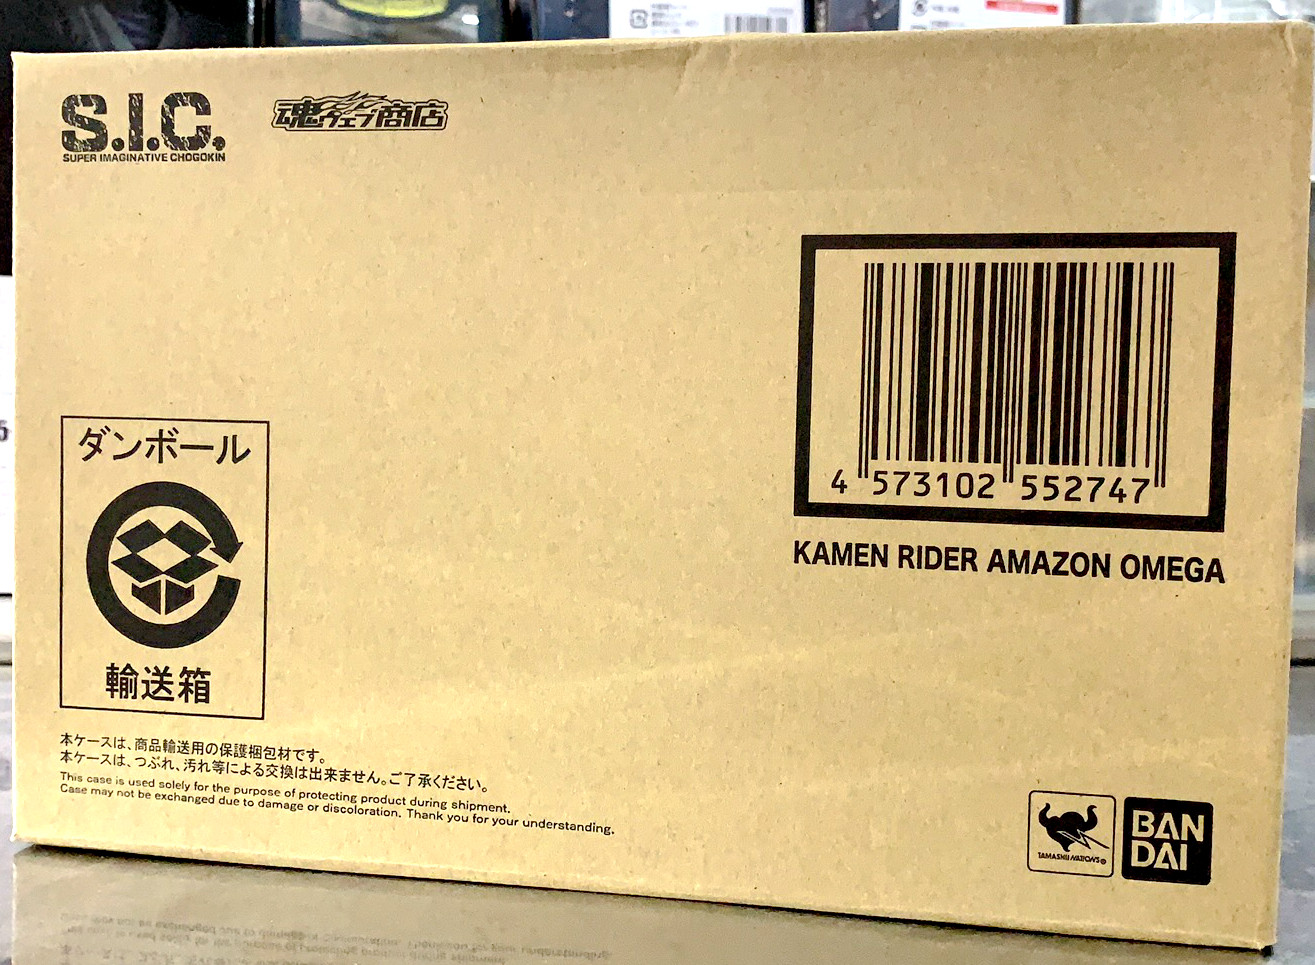 S.I.C.
SUPER IMAGINATIVE CHOGOKIN
魂ウェブ商店
4 573102 552747
KAMEN RIDER AMAZON OMEGA
ダンボール
輸送箱
本ケースは、商品輸送用の保護梱包材です。
本ケースは、つぶれ、汚れ等による交換は出来ません。ご了承ください。
This case is used solely for the purpose of protecting product during shipment.
Case may not be exchanged due to damage or discoloration. Thank you for your understanding.
TAMASHII NATIONS
BAN
DAI